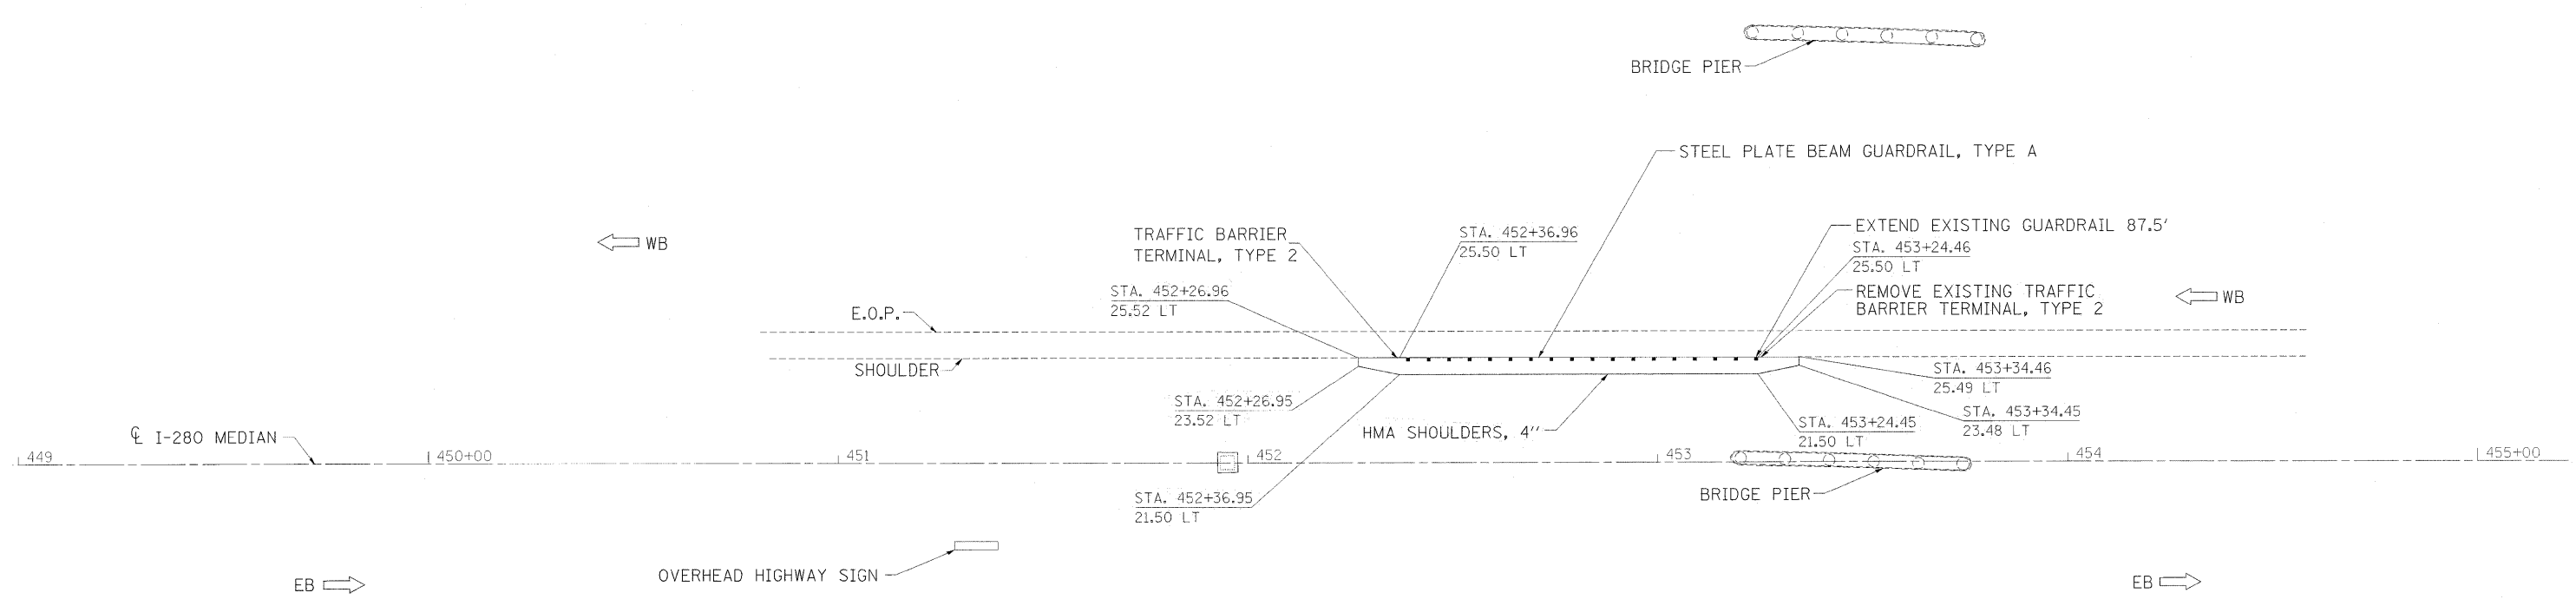 BRIDGE PIER
STEEL PLATE BEAM GUARDRAIL, TYPE A
WB
TRAFFIC BARRIER
TERMINAL, TYPE 2
STA. 452+36.96
25.50 LT
EXTEND EXISTING GUARDRAIL 87.5'
STA. 453+24.46
25.50 LT
REMOVE EXISTING TRAFFIC
BARRIER TERMINAL, TYPE 2
WB
STA. 452+26.96
25.52 LT
E.O.P.
SHOULDER
STA. 453+34.46
25.49 LT
STA. 452+26.95
23.52 LT
STA. 453+34.45
23.48 LT
STA. 453+24.45
21.50 LT
HMA SHOULDERS, 4"
℄ I-280 MEDIAN
449
450+00
451
452
453
454
455+00
STA. 452+36.95
21.50 LT
BRIDGE PIER
OVERHEAD HIGHWAY SIGN
EB
EB